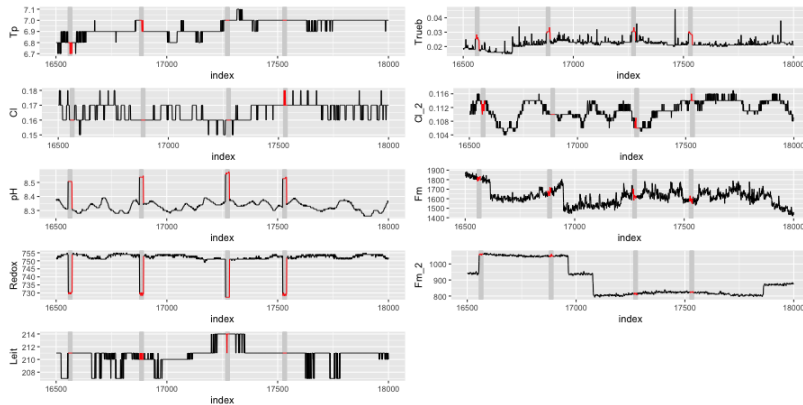 Tp
7.1
7.0
6.9
6.8
6.7
16500 17000 17500 18000
index
Trueb
0.04
0.03
0.02
16500 17000 17500 18000
index
Cl
0.18
0.17
0.16
0.15
16500 17000 17500 18000
index
Cl_2
0.116
0.112
0.108
0.104
16500 17000 17500 18000
index
pH
8.5
8.4
8.3
16500 17000 17500 18000
index
Fm
1900
1800
1700
1600
1500
1400
16500 17000 17500 18000
index
Redox
755
750
745
740
735
730
16500 17000 17500 18000
index
Fm_2
1000
900
800
16500 17000 17500 18000
index
Leit
214
212
210
208
16500 17000 17500 18000
index